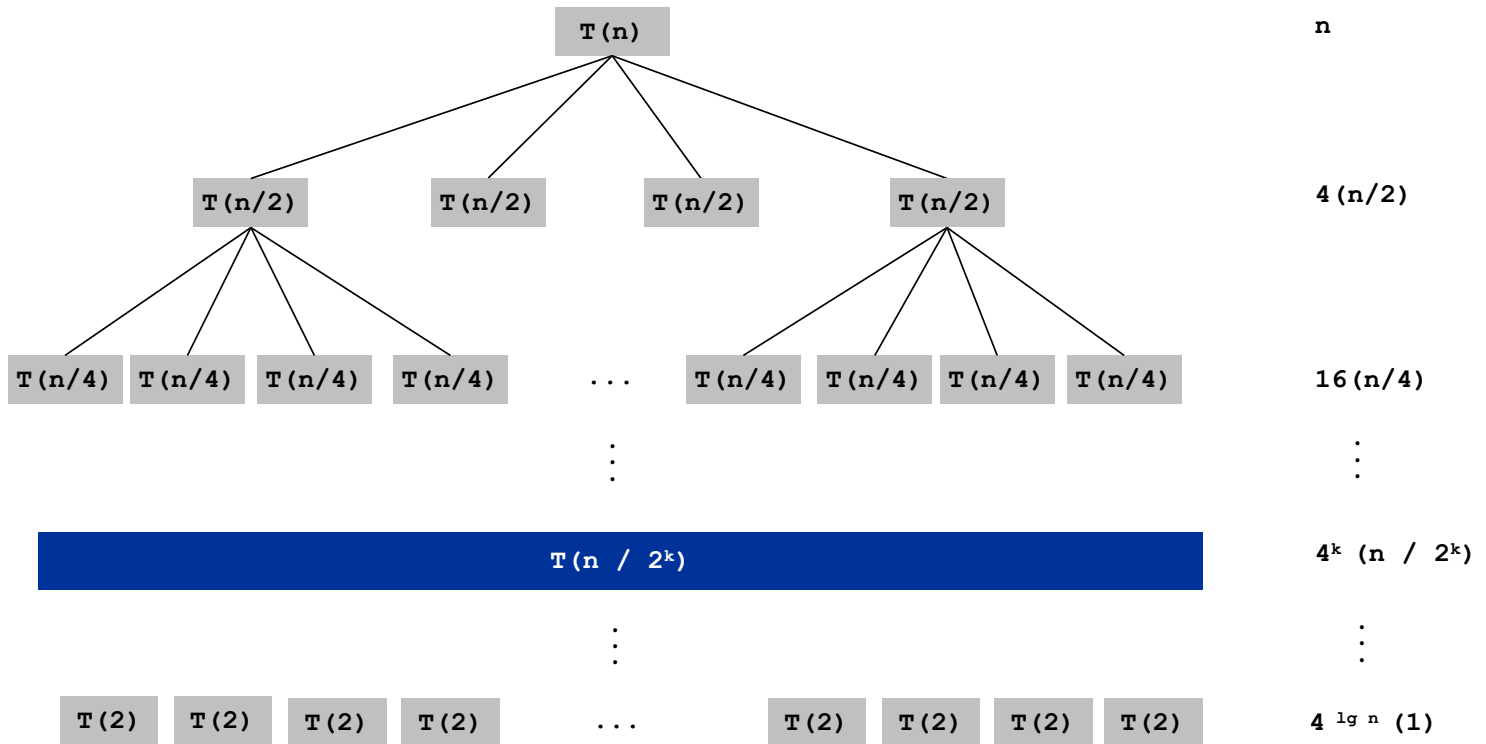 T(n) n
T(n/2) T(n/2) T(n/2) T(n/2) 4(n/2)
T(n/4) T(n/4) T(n/4) T(n/4) ... T(n/4) T(n/4) T(n/4) T(n/4) 16(n/4)
T(n / 2ᵏ) 4ᵏ (n / 2ᵏ)
T(2) T(2) T(2) T(2) ... T(2) T(2) T(2) T(2) 4 ˡᵍ ⁿ (1)